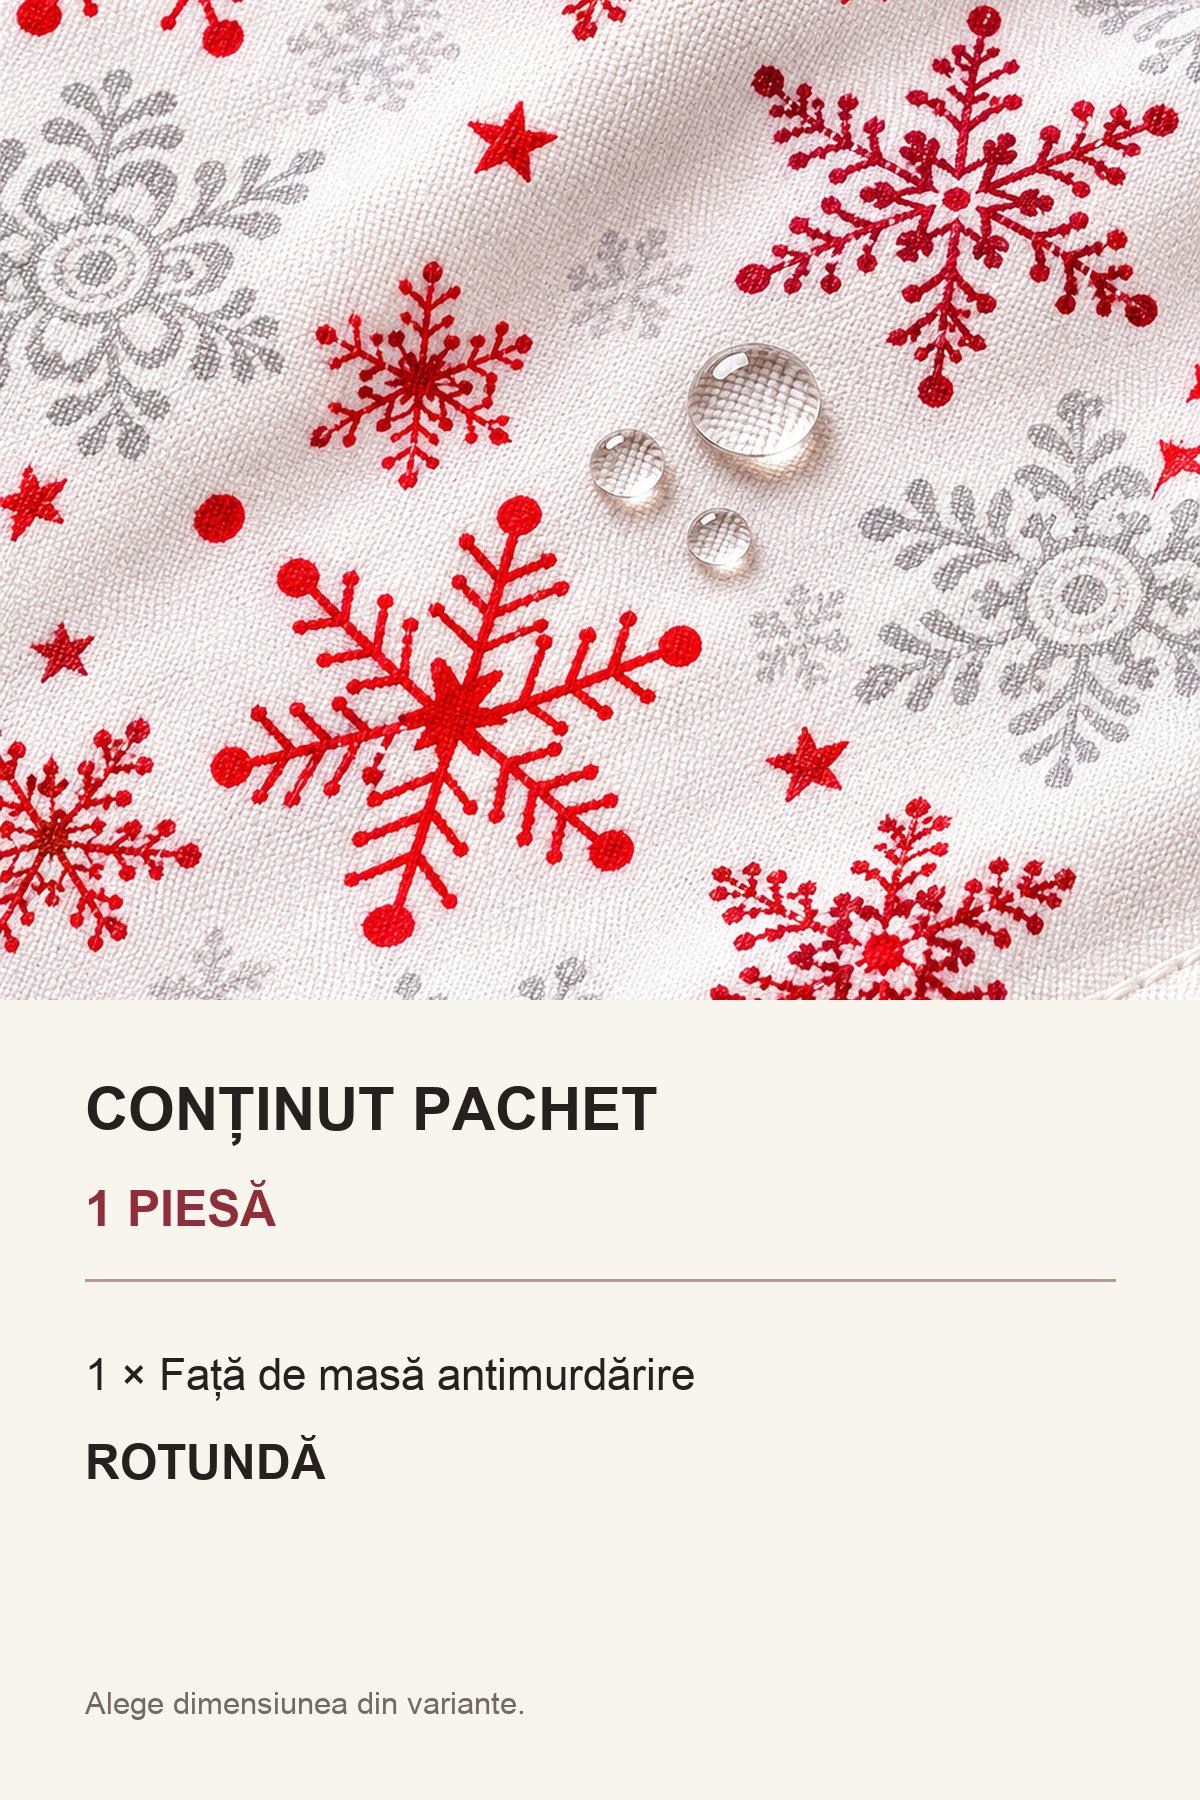 CONȚINUT PACHET
1 PIESĂ
1 × Față de masă antimurdărire
ROTUNDĂ
Alege dimensiunea din variante.